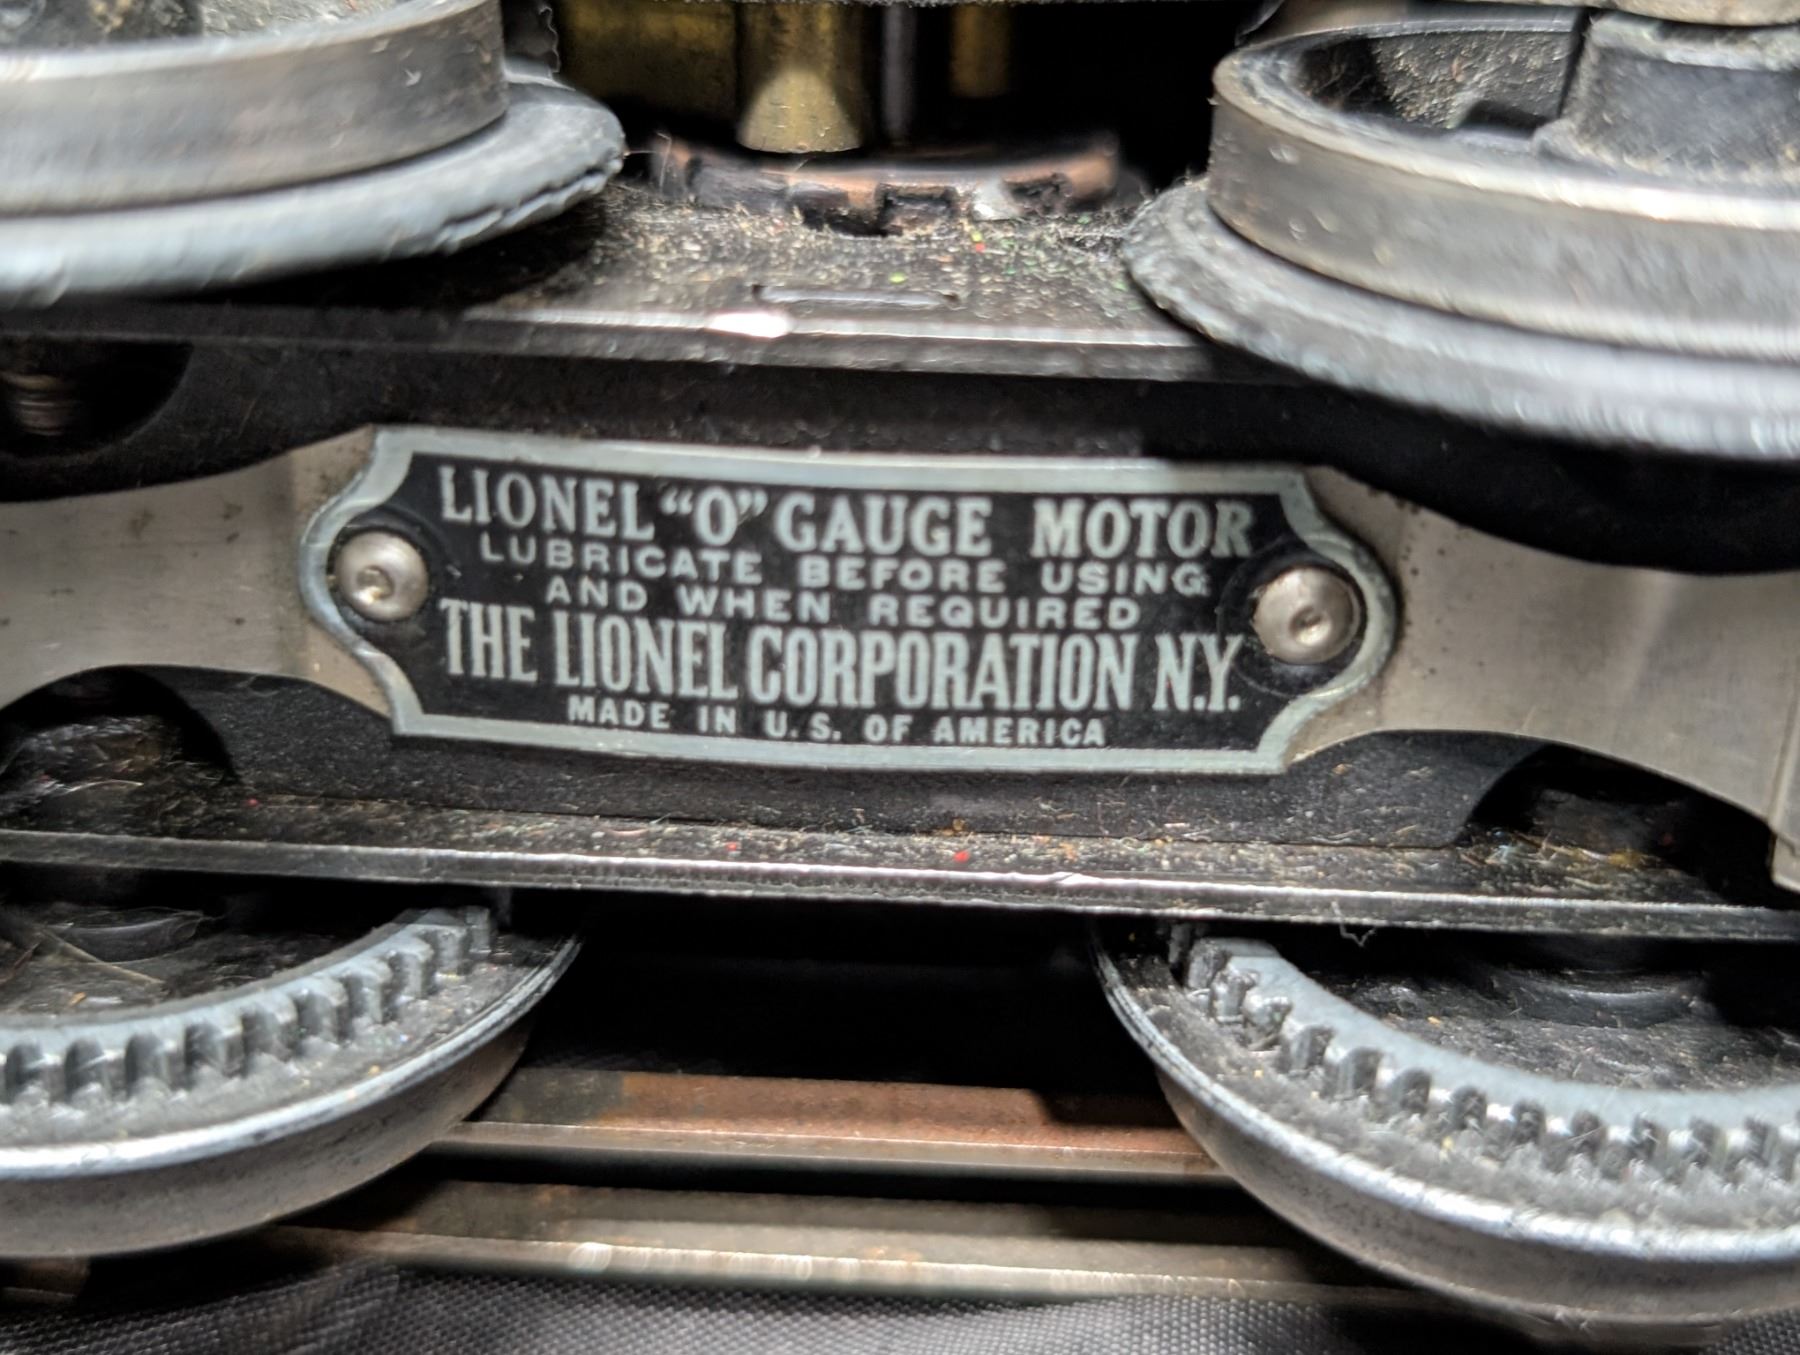 LIONEL “O” GAUGE MOTOR
LUBRICATE BEFORE USING
AND WHEN REQUIRED
THE LIONEL CORPORATION N.Y.
MADE IN U.S. OF AMERICA